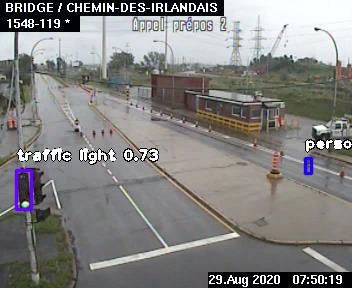 BRIDGE / CHEMIN-DES-IRLANDAIS
1548-119 *
Appel prépos 2
traffic light 0.73
perso
29.Aug 2020 07:50:19